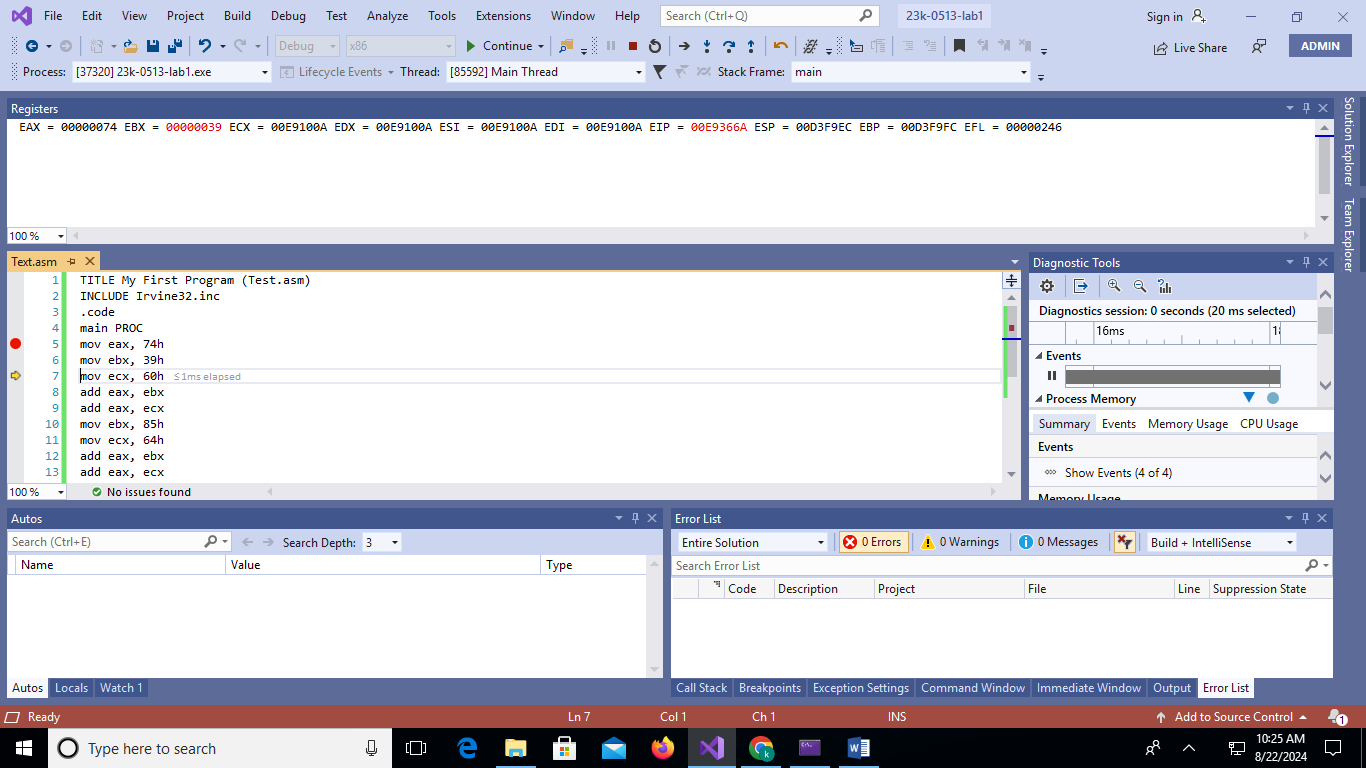 File Edit View Project Build Debug Test Analyze Tools Extensions Window Help Search (Ctrl+Q) 23k-0513-lab1 Sign in
Debug x86 Continue Live Share ADMIN
Process: [37320] 23k-0513-lab1.exe Lifecycle Events Thread: [85592] Main Thread Stack Frame: main
Registers
EAX = 00000074 EBX = 00000039 ECX = 00E9100A EDX = 00E9100A ESI = 00E9100A EDI = 00E9100A EIP = 00E9366A ESP = 00D3F9EC EBP = 00D3F9FC EFL = 00000246
100 %
Solution Explorer
Team Explorer
Text.asm
1 TITLE My First Program (Test.asm)
2 INCLUDE Irvine32.inc
3 .code
4 main PROC
5 mov eax, 74h
6 mov ebx, 39h
7 mov ecx, 60h ≤1ms elapsed
8 add eax, ebx
9 add eax, ecx
10 mov ebx, 85h
11 mov ecx, 64h
12 add eax, ebx
13 add eax, ecx
100 % No issues found
Diagnostic Tools
Diagnostics session: 0 seconds (20 ms selected)
16ms
Events
Process Memory
Summary Events Memory Usage CPU Usage
Events
Show Events (4 of 4)
Memory Usage
Autos
Search (Ctrl+E) Search Depth: 3
Name Value Type
Autos Locals Watch 1
Error List
Entire Solution 0 Errors 0 Warnings 0 Messages Build + IntelliSense
Search Error List
Code Description Project File Line Suppression State
Call Stack Breakpoints Exception Settings Command Window Immediate Window Output Error List
Ready Ln 7 Col 1 Ch 1 INS Add to Source Control 1
Type here to search
10:25 AM
8/22/2024